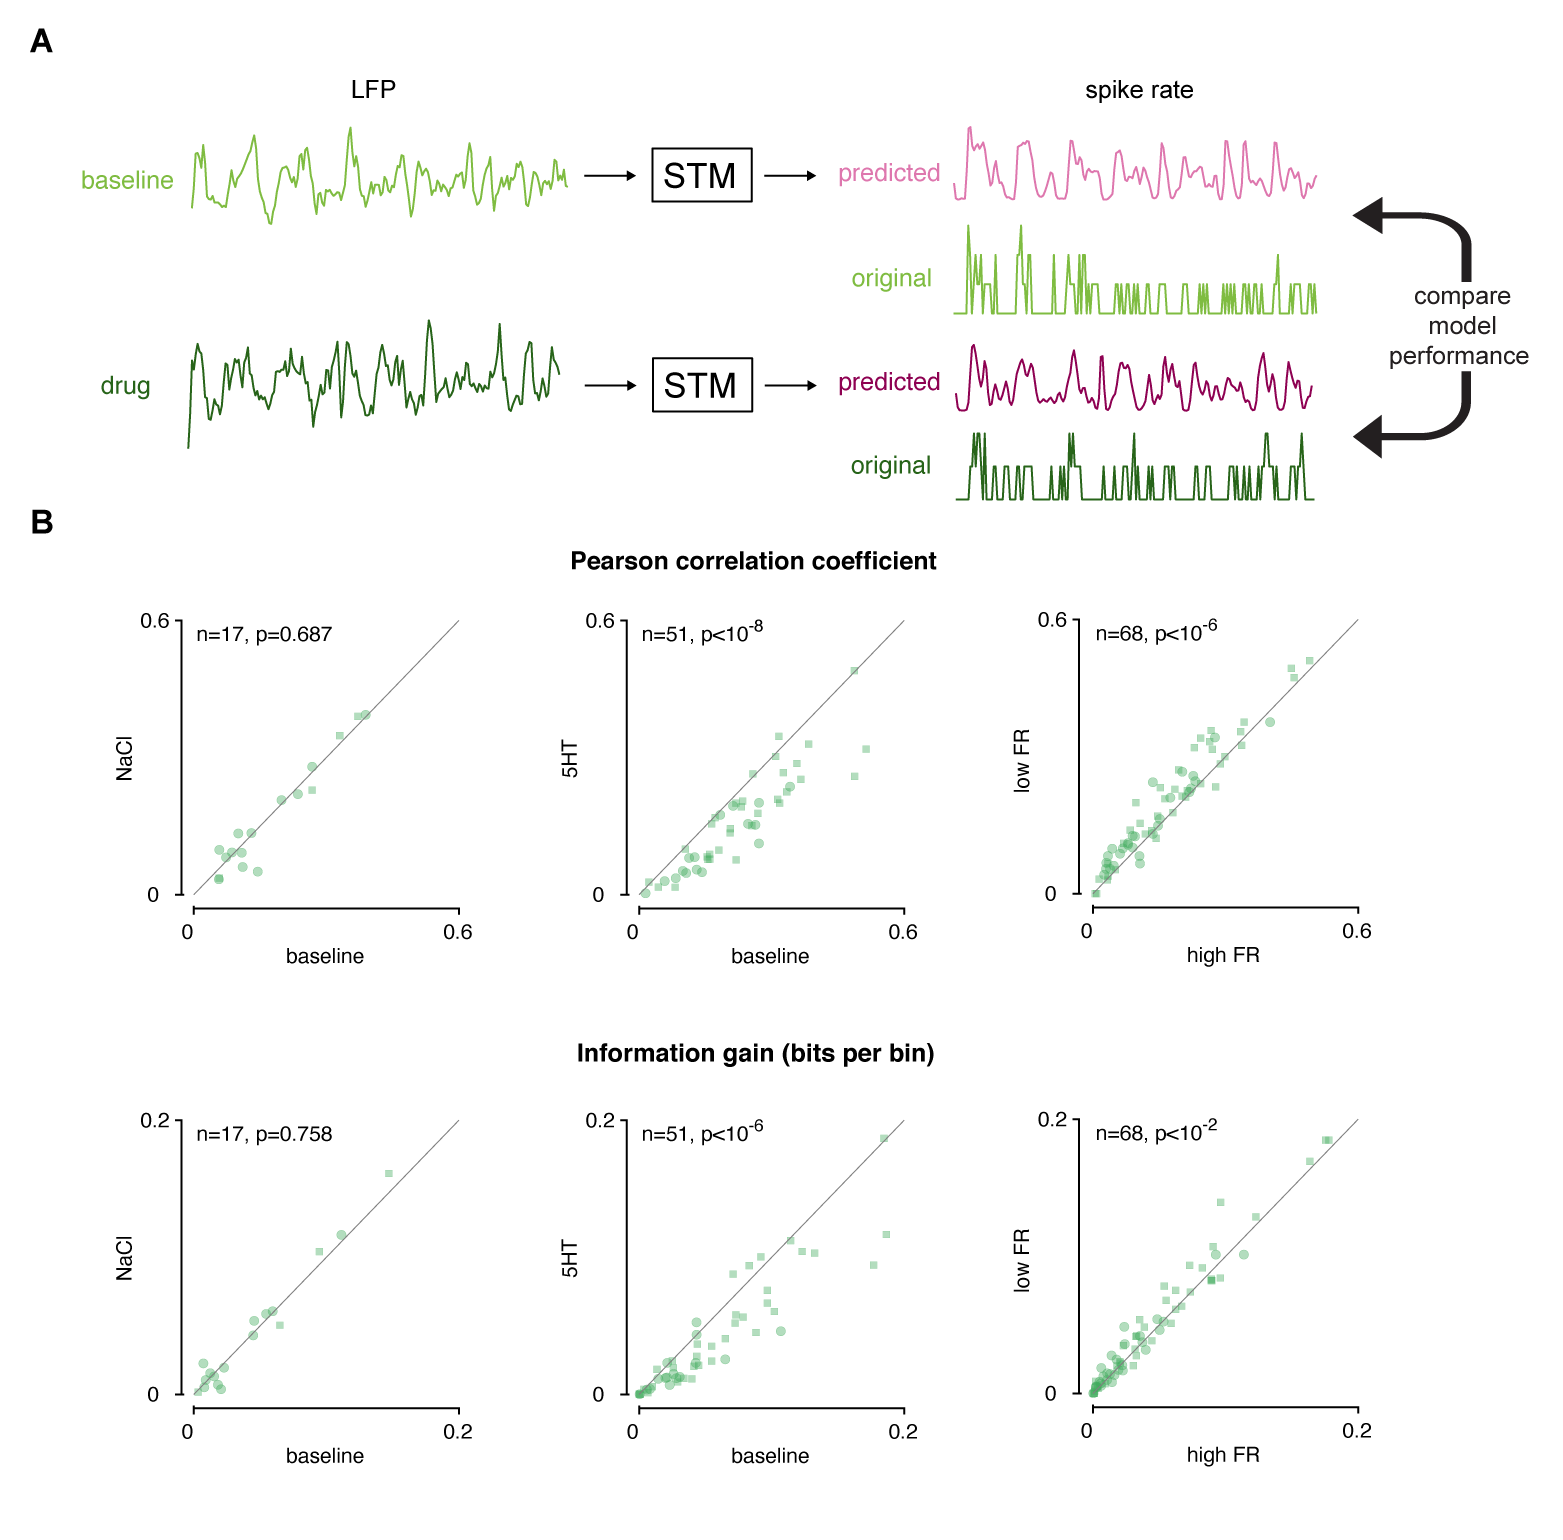 A
LFP
spike rate
baseline
STM
predicted
original
compare
model
performance
drug
STM
predicted
original
B
Pearson correlation coefficient
0.6
n=17, p=0.687
NaCl
0
0
0.6
baseline
0.6
n=51, p<10-8
5HT
0
0
0.6
baseline
0.6
n=68, p<10-6
low FR
0
0
0.6
high FR
Information gain (bits per bin)
0.2
n=17, p=0.758
NaCl
0
0
0.2
baseline
0.2
n=51, p<10-6
5HT
0
0
0.2
baseline
0.2
n=68, p<10-2
low FR
0
0
0.2
high FR